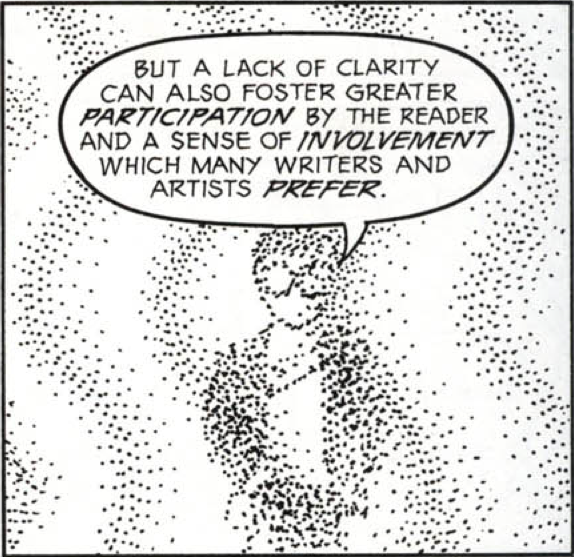 BUT A LACK OF CLARITY
CAN ALSO FOSTER GREATER
PARTICIPATION BY THE READER
AND A SENSE OF INVOLVEMENT
WHICH MANY WRITERS AND
ARTISTS PREFER.